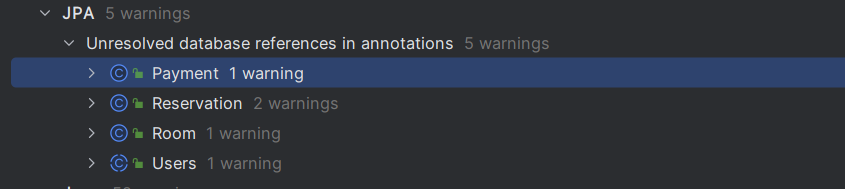 JPA 5 warnings
Unresolved database references in annotations 5 warnings
C Payment 1 warning
C Reservation 2 warnings
C Room 1 warning
C Users 1 warning